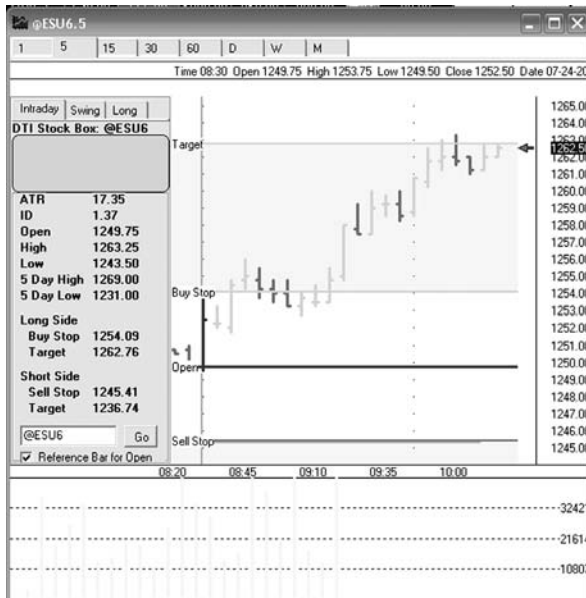 @ESU6.5
1 5 15 30 60 D W M
Time 08:30 Open 1249.75 High 1253.75 Low 1249.50 Close 1252.50 Date 07-24-20
Intraday Swing Long
DTI Stock Box: @ESU6
ATR 17.35
ID 1.37
Open 1249.75
High 1263.25
Low 1243.50
5 Day High 1269.00
5 Day Low 1231.00
Long Side
Buy Stop 1254.09
Target 1262.76
Short Side
Sell Stop 1245.41
Target 1236.74
@ESU6 Go
Reference Bar for Open
Target
Buy Stop
Open
Sell Stop
1265.00
1264.00
1262.50
1261.00
1260.00
1259.00
1258.00
1257.00
1256.00
1255.00
1254.00
1253.00
1252.00
1251.00
1250.00
1249.00
1248.00
1247.00
1246.00
1245.00
08:20 08:45 09:10 09:35 10:00
3242
21614
10807